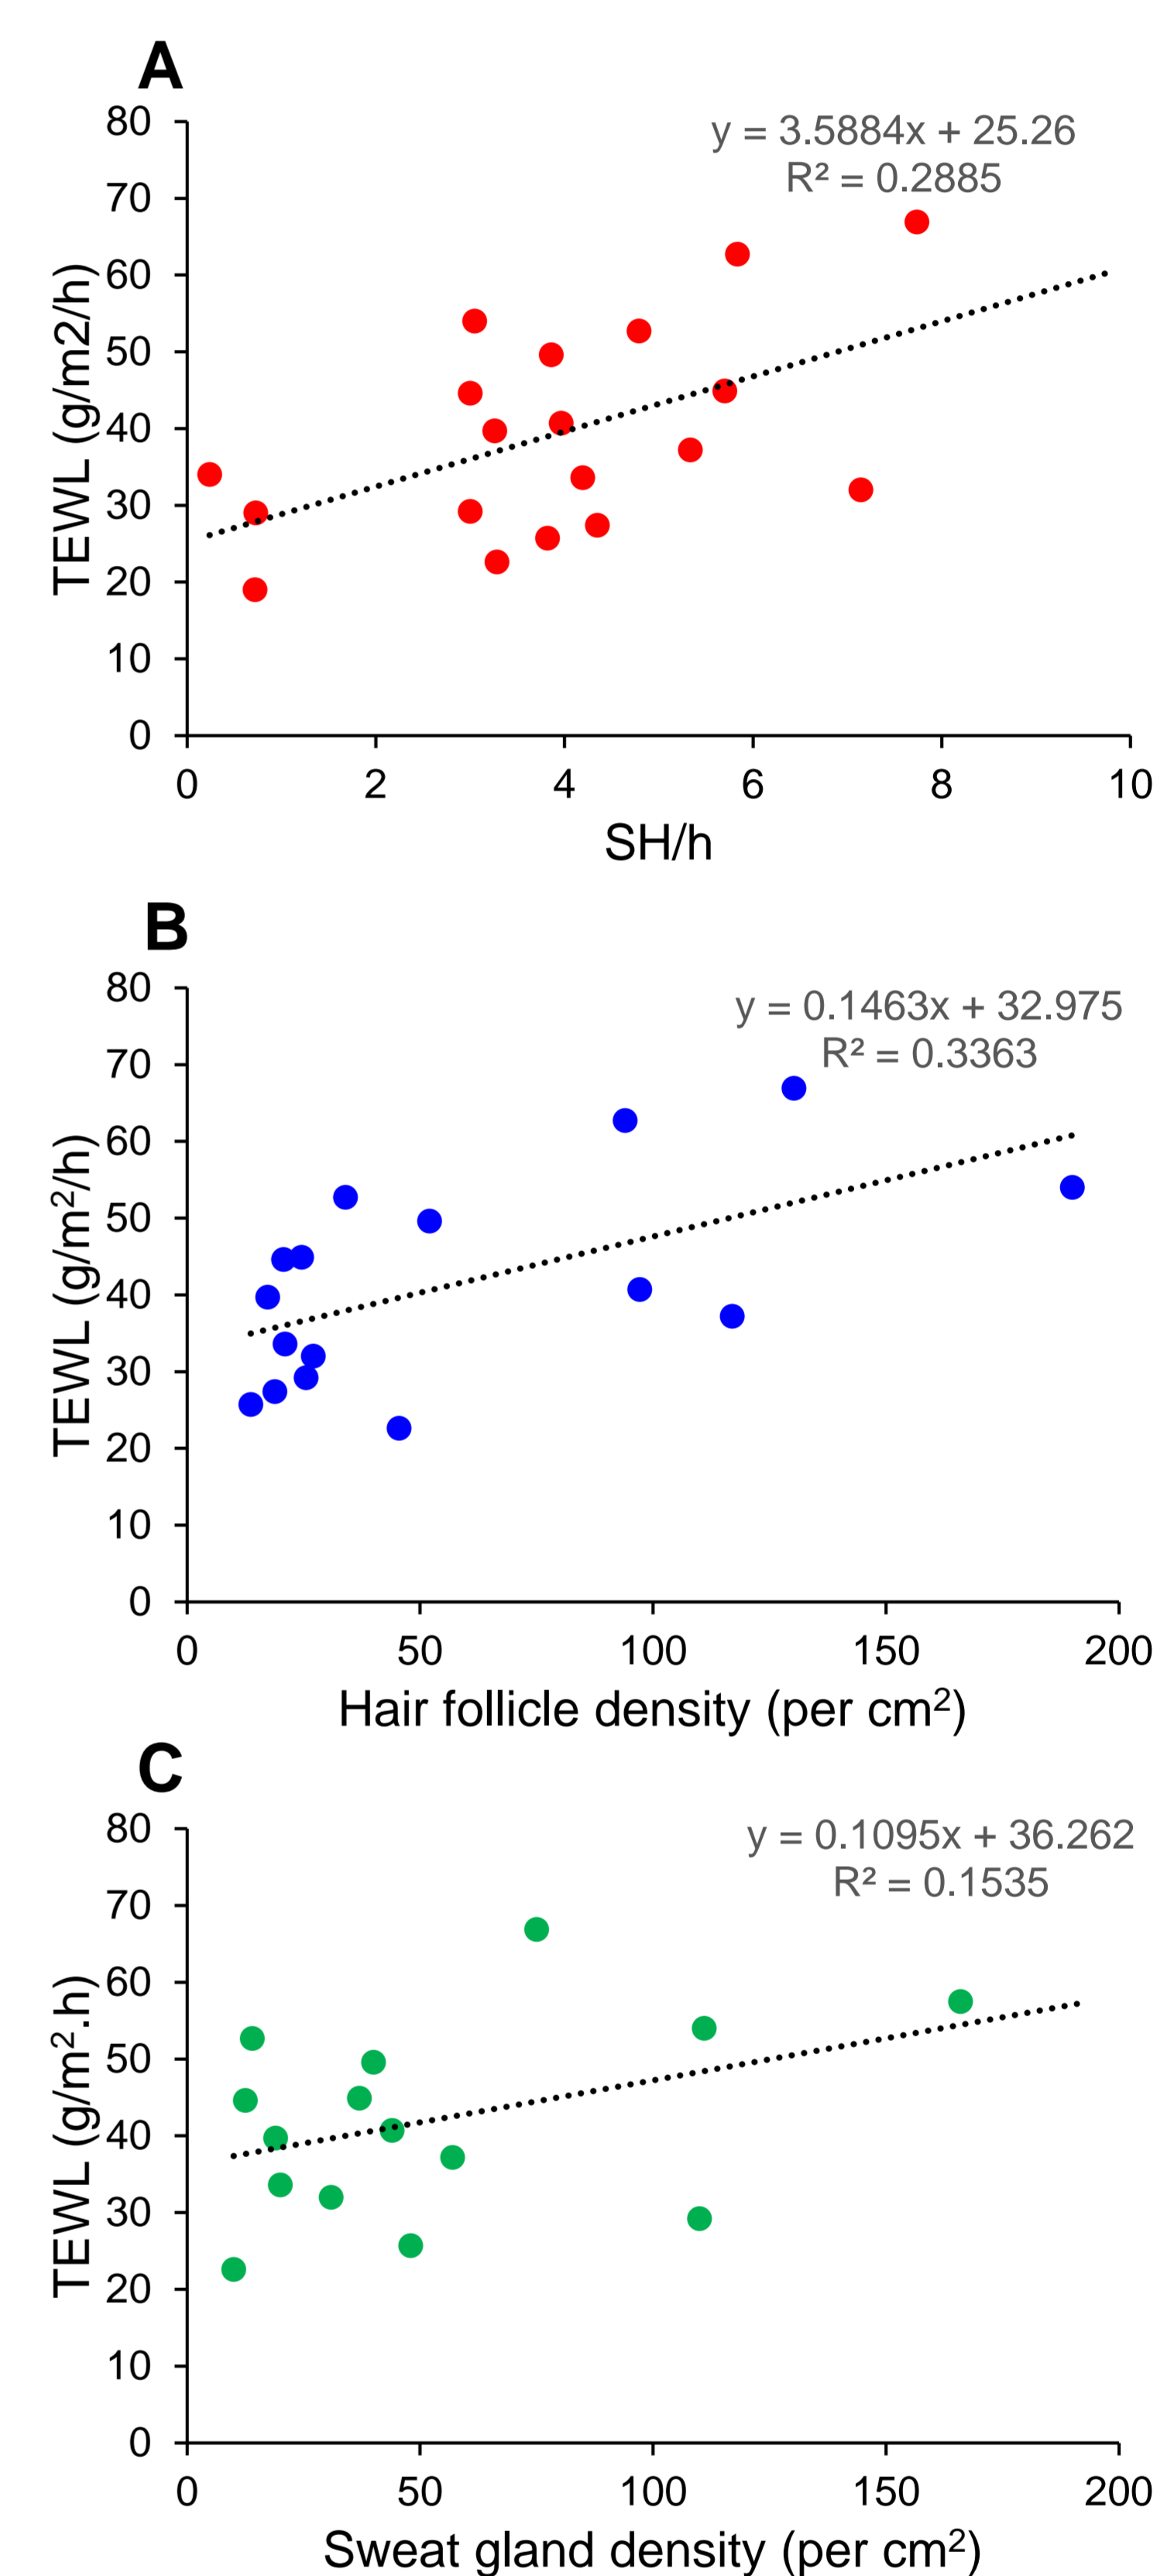 A
y = 3.5884x + 25.26
R² = 0.2885
80
70
60
50
40
30
20
10
0
TEWL (g/m2/h)
0 2 4 6 8 10
SH/h
B
y = 0.1463x + 32.975
R² = 0.3363
80
70
60
50
40
30
20
10
0
TEWL (g/m²/h)
0 50 100 150 200
Hair follicle density (per cm²)
C
y = 0.1095x + 36.262
R² = 0.1535
80
70
60
50
40
30
20
10
0
TEWL (g/m².h)
0 50 100 150 200
Sweat gland density (per cm²)